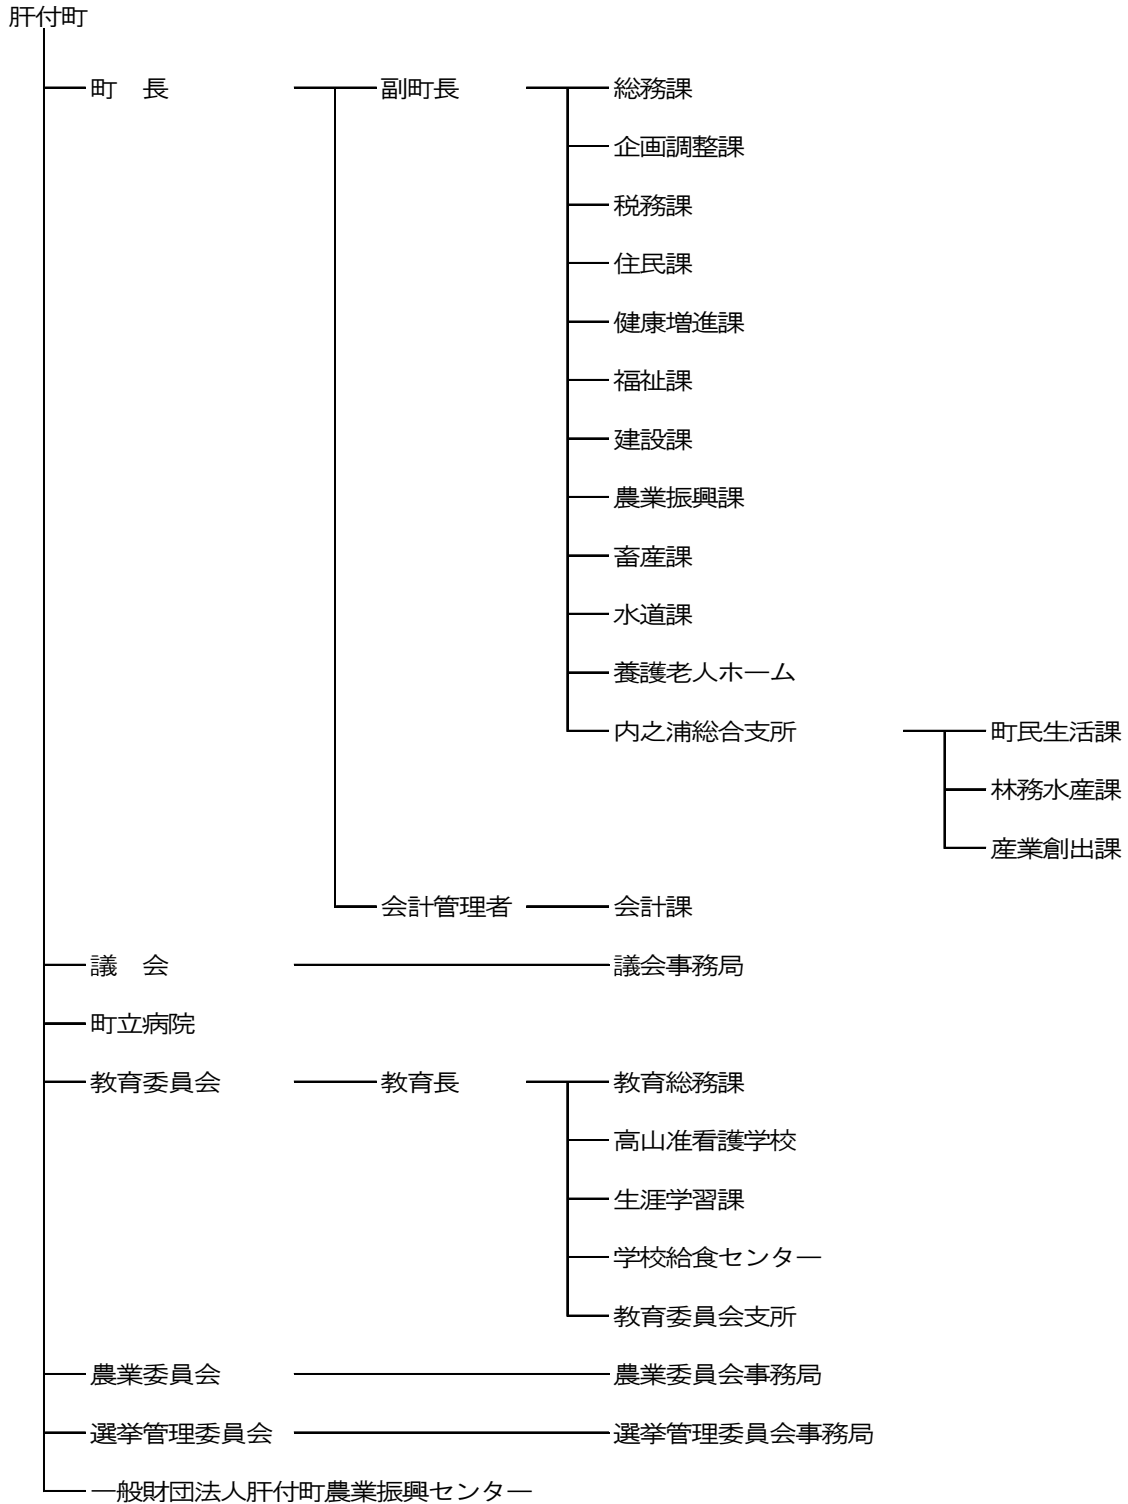 肝付町
町　長 副町長 総務課
企画調整課
税務課
住民課
健康増進課
福祉課
建設課
農業振興課
畜産課
水道課
養護老人ホーム
内之浦総合支所 町民生活課
林務水産課
産業創出課
会計管理者 会計課
議　会 議会事務局
町立病院
教育委員会 教育長 教育総務課
高山准看護学校
生涯学習課
学校給食センター
教育委員会支所
農業委員会 農業委員会事務局
選挙管理委員会 選挙管理委員会事務局
一般財団法人肝付町農業振興センター